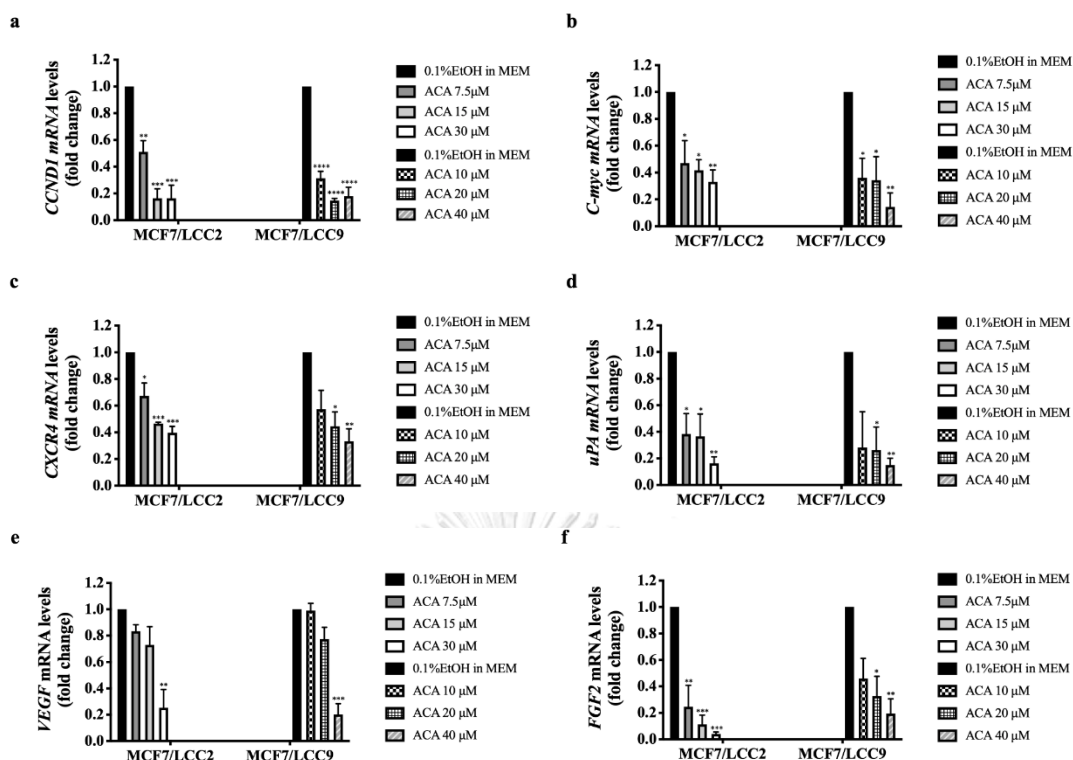 a
CCND1 mRNA levels
(fold change)
1.2
1.0
0.8
0.6
0.4
0.2
0.0
**
***
***
****
****
****
MCF7/LCC2
MCF7/LCC9
0.1%EtOH in MEM
ACA 7.5μM
ACA 15 μM
ACA 30 μM
0.1%EtOH in MEM
ACA 10 μM
ACA 20 μM
ACA 40 μM
b
C-myc mRNA levels
(fold change)
1.2
1.0
0.8
0.6
0.4
0.2
0.0
*
*
**
*
*
**
MCF7/LCC2
MCF7/LCC9
0.1%EtOH in MEM
ACA 7.5μM
ACA 15 μM
ACA 30 μM
0.1%EtOH in MEM
ACA 10 μM
ACA 20 μM
ACA 40 μM
c
CXCR4 mRNA levels
(fold change)
1.2
1.0
0.8
0.6
0.4
0.2
0.0
*
***
***
*
**
MCF7/LCC2
MCF7/LCC9
0.1%EtOH in MEM
ACA 7.5μM
ACA 15 μM
ACA 30 μM
0.1%EtOH in MEM
ACA 10 μM
ACA 20 μM
ACA 40 μM
d
uPA mRNA levels
(fold change)
1.2
1.0
0.8
0.6
0.4
0.2
0.0
*
*
**
*
**
MCF7/LCC2
MCF7/LCC9
0.1%EtOH in MEM
ACA 7.5μM
ACA 15 μM
ACA 30 μM
0.1%EtOH in MEM
ACA 10 μM
ACA 20 μM
ACA 40 μM
e
VEGF mRNA levels
(fold change)
1.2
1.0
0.8
0.6
0.4
0.2
0.0
**
***
MCF7/LCC2
MCF7/LCC9
0.1%EtOH in MEM
ACA 7.5μM
ACA 15 μM
ACA 30 μM
0.1%EtOH in MEM
ACA 10 μM
ACA 20 μM
ACA 40 μM
f
FGF2 mRNA levels
(fold change)
1.2
1.0
0.8
0.6
0.4
0.2
0.0
**
***
***
*
**
MCF7/LCC2
MCF7/LCC9
0.1%EtOH in MEM
ACA 7.5μM
ACA 15 μM
ACA 30 μM
0.1%EtOH in MEM
ACA 10 μM
ACA 20 μM
ACA 40 μM